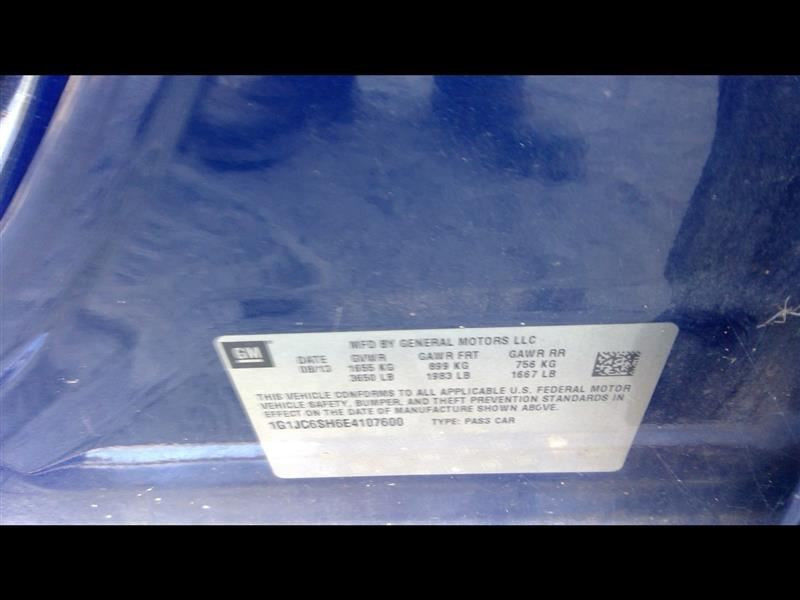 GM
MFD BY GENERAL MOTORS LLC
DATE GVWR GAWR FRT GAWR RR
08/13 1655 KG 899 KG 756 KG
3650 LB 1983 LB 1667 LB
THIS VEHICLE CONFORMS TO ALL APPLICABLE U.S. FEDERAL MOTOR
VEHICLE SAFETY, BUMPER, AND THEFT PREVENTION STANDARDS IN
EFFECT ON THE DATE OF MANUFACTURE SHOWN ABOVE.
1G1JC6SH6E4107600 TYPE: PASS CAR